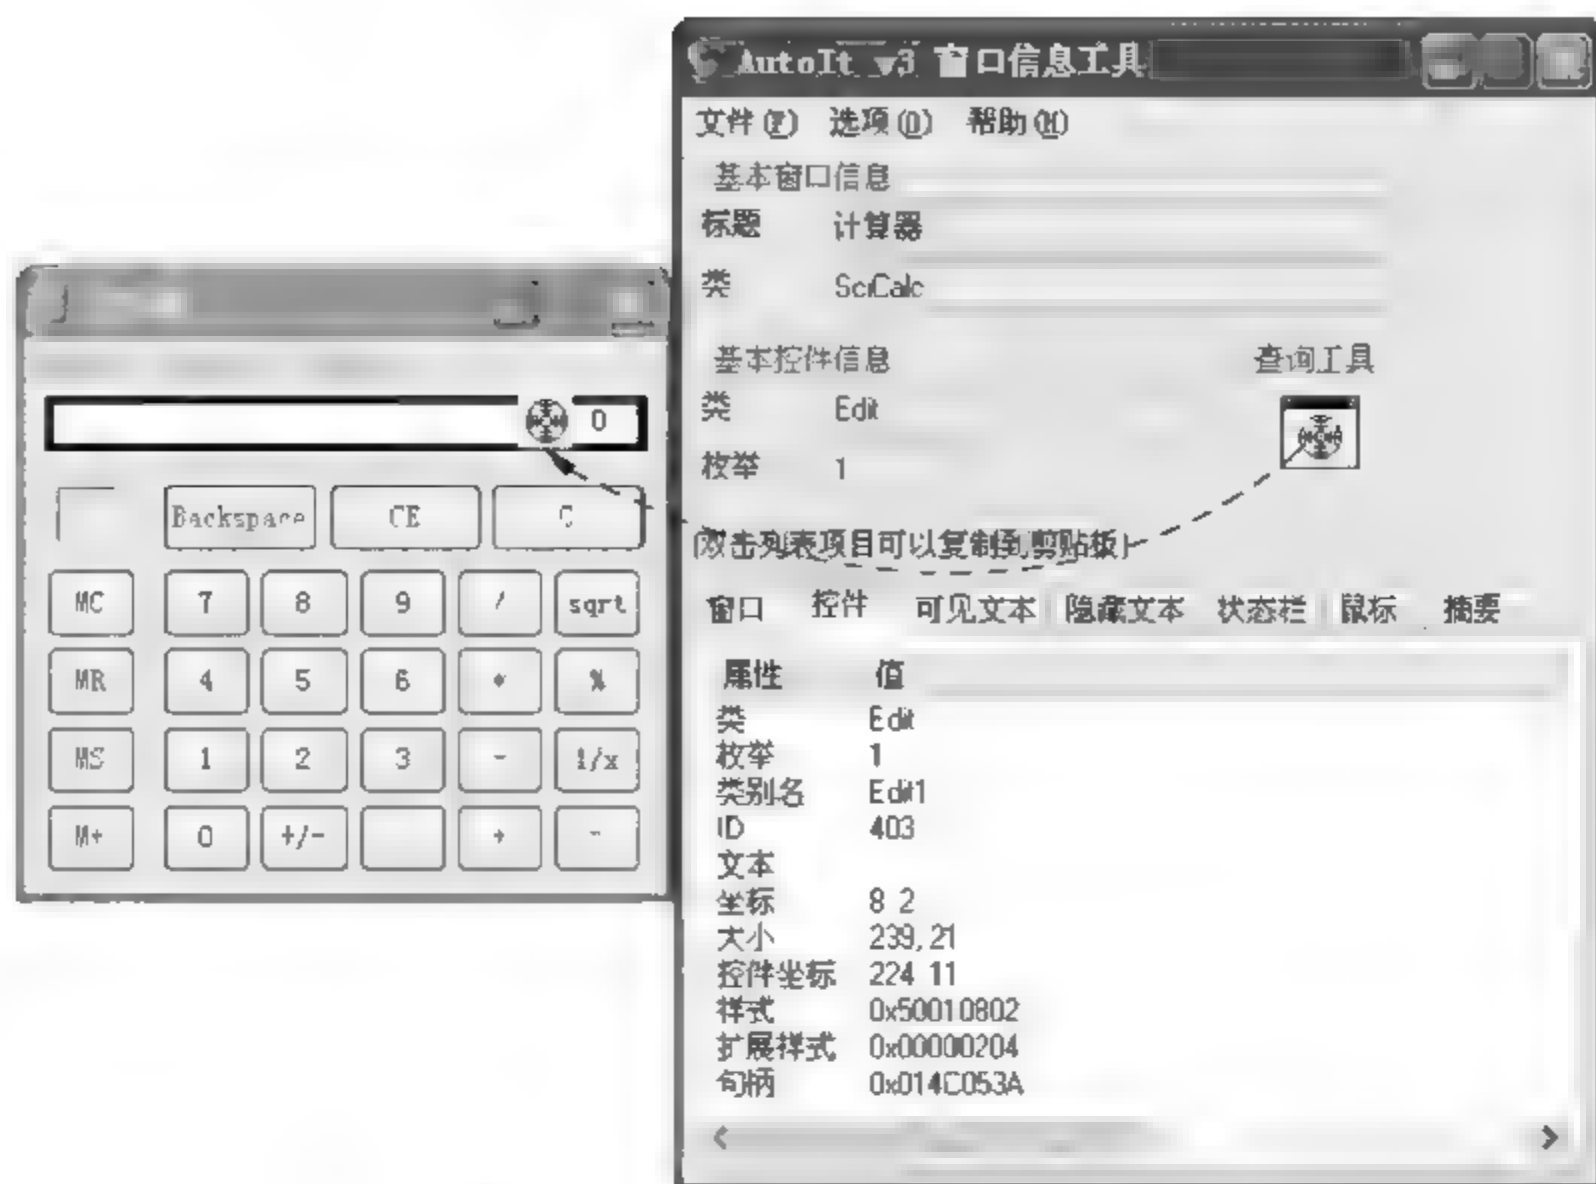 AutoIt v3 窗口信息工具
文件(F) 选项(O) 帮助(H)
基本窗口信息
标题 计算器
类 SciCalc
基本控件信息 查询工具
类 Edit
枚举 1
(双击列表项目可以复制到剪贴板)
窗口 控件 可见文本 隐藏文本 状态栏 鼠标 摘要
属性 值
类 Edit
枚举 1
类别名 Edit1
ID 403
文本
坐标 8 2
大小 239, 21
控件坐标 224 11
样式 0x50010802
扩展样式 0x00000204
句柄 0x014C053A
0
Backspace CE C
MC 7 8 9 / sqrt
MR 4 5 6 * %
MS 1 2 3 - 1/x
M+ 0 +/- +